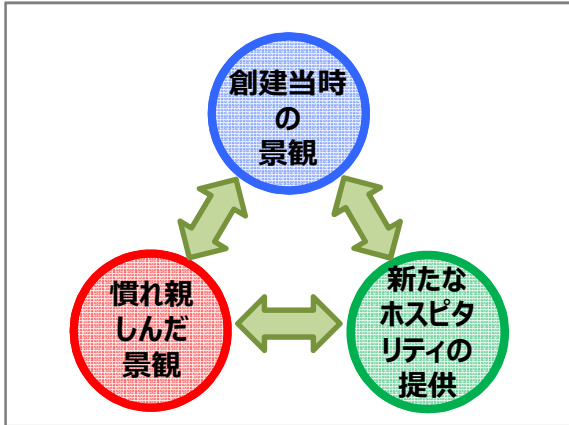 創建当時
の
景観
慣れ親
しんだ
景観
新たな
ホスピタ
リティの
提供